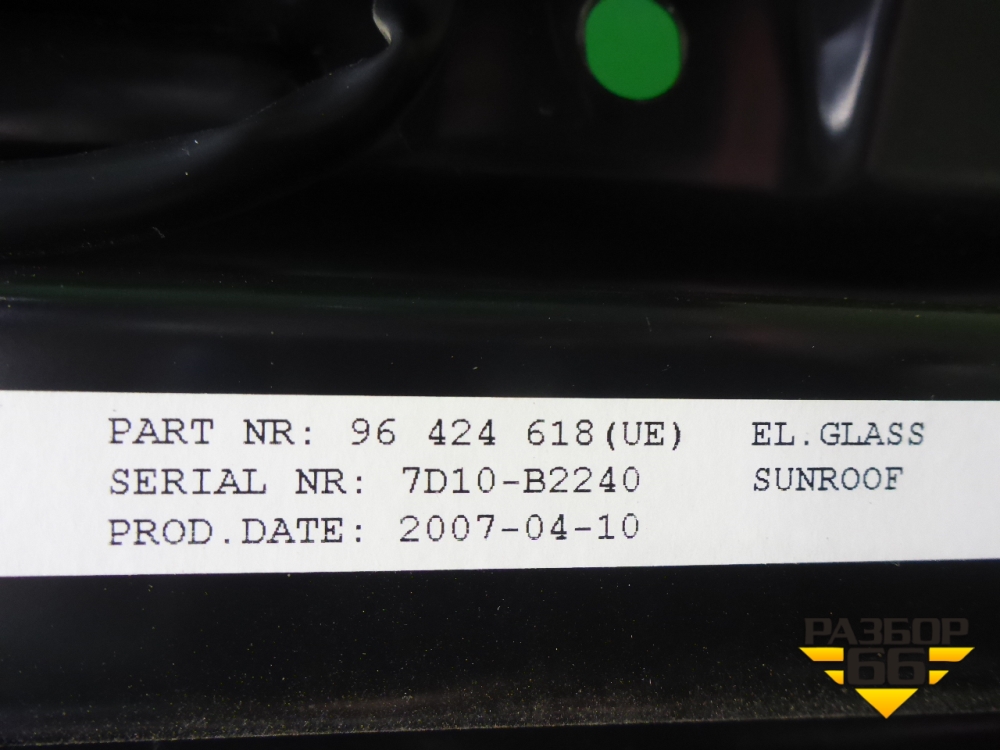 PART NR: 96 424 618(UE) EL.GLASS
SERIAL NR: 7D10-B2240 SUNROOF
PROD.DATE: 2007-04-10
РАЗБОР
66